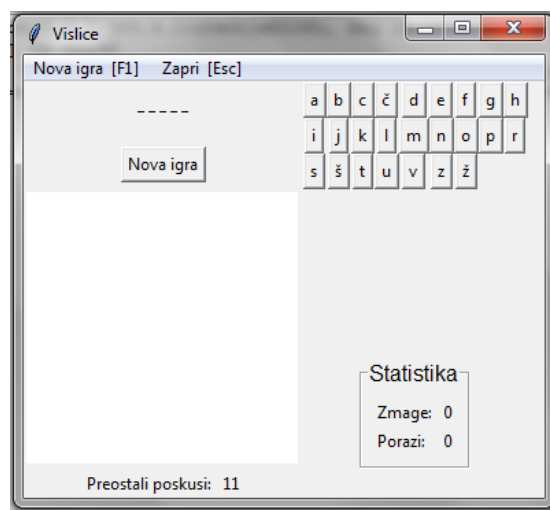 Vislice
Nova igra [F1] Zapri [Esc]
_ _ _ _ _
a b c č d e f g h
i j k l m n o p r
s š t u v z ž
Nova igra
Statistika
Zmage: 0
Porazi: 0
Preostali poskusi: 11